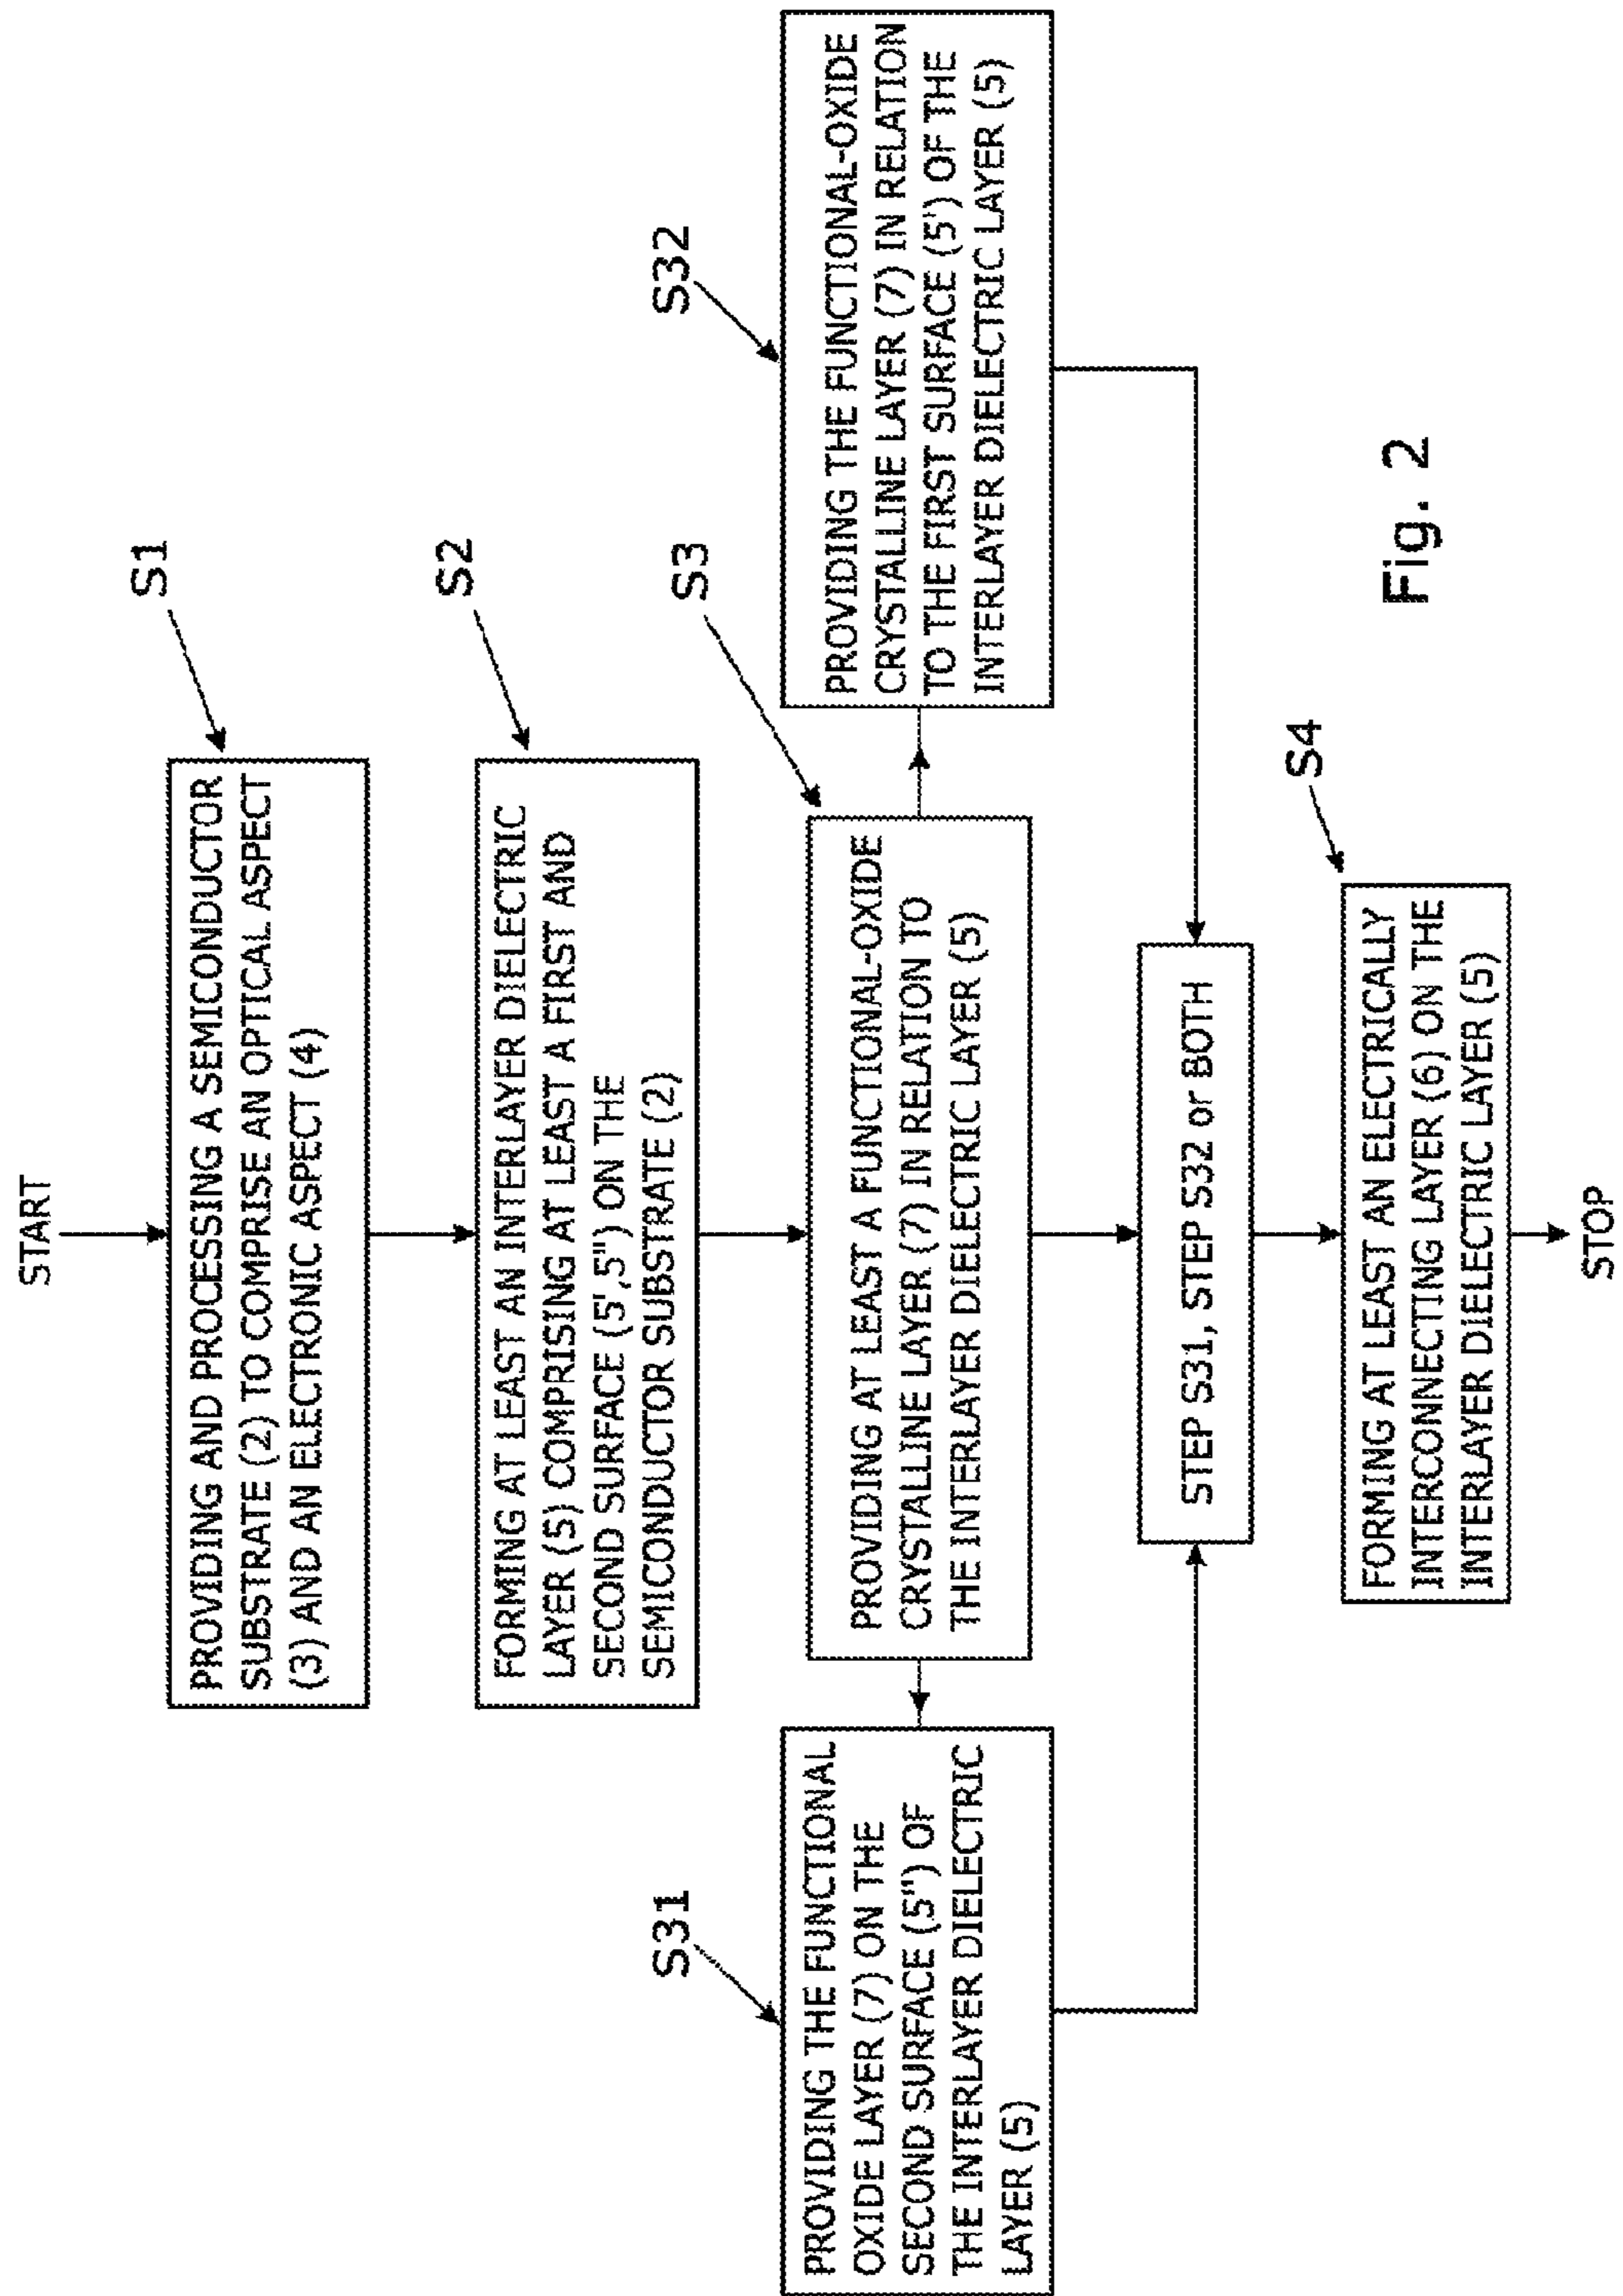 START
S1
PROVIDING AND PROCESSING A SEMICONDUCTOR
SUBSTRATE (2) TO COMPRISE AN OPTICAL ASPECT
(3) AND AN ELECTRONIC ASPECT (4)
S2
FORMING AT LEAST AN INTERLAYER DIELECTRIC
LAYER (5) COMPRISING AT LEAST A FIRST AND
SECOND SURFACE (5',5'') ON THE
SEMICONDUCTOR SUBSTRATE (2)
S3
PROVIDING AT LEAST A FUNCTIONAL-OXIDE
CRYSTALLINE LAYER (7) IN RELATION TO
THE INTERLAYER DIELECTRIC LAYER (5)
S31
PROVIDING THE FUNCTIONAL
OXIDE LAYER (7) ON THE
SECOND SURFACE (5'') OF
THE INTERLAYER DIELECTRIC
LAYER (5)
S32
PROVIDING THE FUNCTIONAL-OXIDE
CRYSTALLINE LAYER (7) IN RELATION
TO THE FIRST SURFACE (5') OF THE
INTERLAYER DIELECTRIC LAYER (5)
STEP S31, STEP S32 or BOTH
S4
FORMING AT LEAST AN ELECTRICALLY
INTERCONNECTING LAYER (6) ON THE
INTERLAYER DIELECTRIC LAYER (5)
STOP
Fig. 2